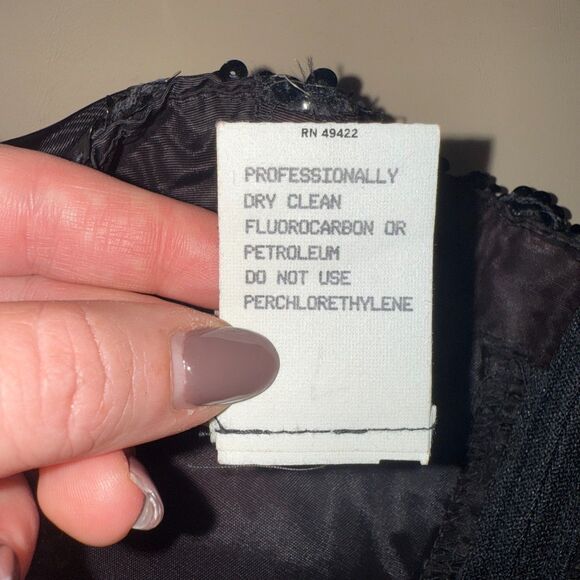 RN 49422
PROFESSIONALLY
DRY CLEAN
FLUOROCARBON OR
PETROLEUM
DO NOT USE
PERCHLORETHYLENE